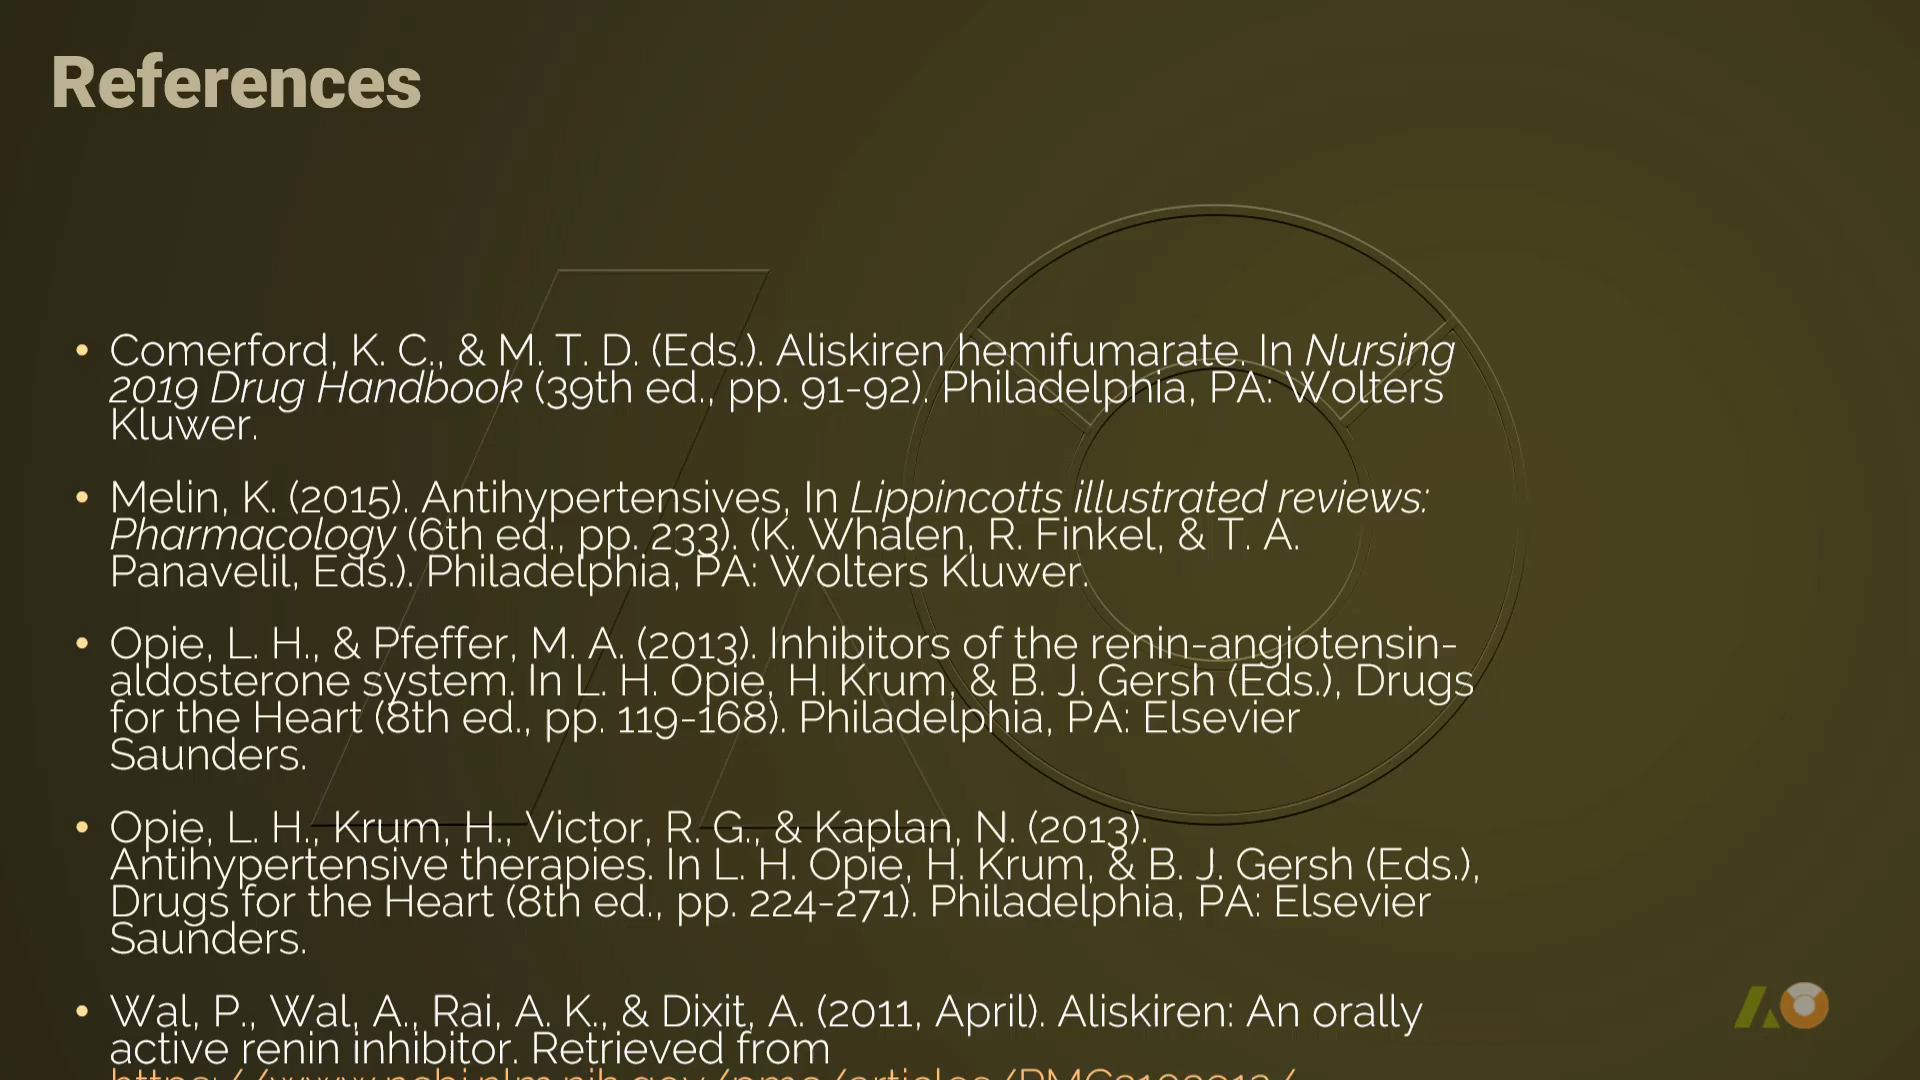 References
• Comerford, K. C., & M. T. D. (Eds.). Aliskiren hemifumarate. In Nursing
2019 Drug Handbook (39th ed., pp. 91-92). Philadelphia, PA: Wolters
Kluwer.
• Melin, K. (2015). Antihypertensives, In Lippincotts illustrated reviews:
Pharmacology (6th ed., pp. 233). (K. Whalen, R. Finkel, & T. A.
Panavelil, Eds.). Philadelphia, PA: Wolters Kluwer.
• Opie, L. H., & Pfeffer, M. A. (2013). Inhibitors of the renin-angiotensin-
aldosterone system. In L. H. Opie, H. Krum, & B. J. Gersh (Eds.), Drugs
for the Heart (8th ed., pp. 119-168). Philadelphia, PA: Elsevier
Saunders.
• Opie, L. H., Krum, H., Victor, R. G., & Kaplan, N. (2013).
Antihypertensive therapies. In L. H. Opie, H. Krum, & B. J. Gersh (Eds.),
Drugs for the Heart (8th ed., pp. 224-271). Philadelphia, PA: Elsevier
Saunders.
• Wal, P., Wal, A., Rai, A. K., & Dixit, A. (2011, April). Aliskiren: An orally
active renin inhibitor. Retrieved from